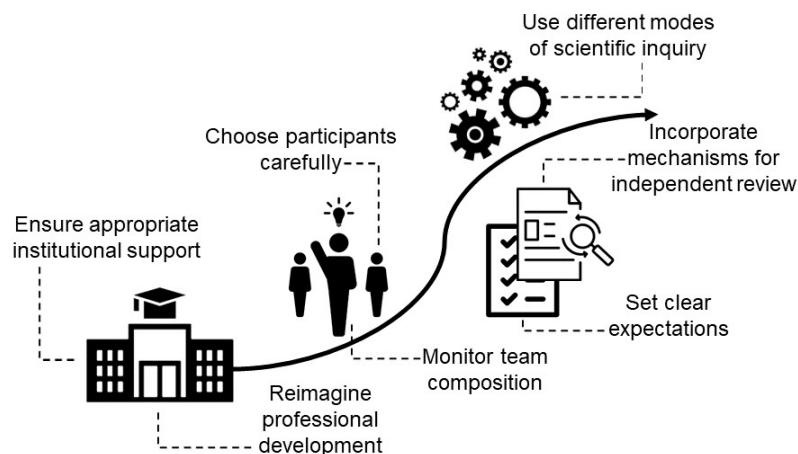 Use different modes
of scientific inquiry
Choose participants
carefully
Incorporate
mechanisms for
independent review
Ensure appropriate
institutional support
Set clear
expectations
Monitor team
composition
Reimagine
professional
development